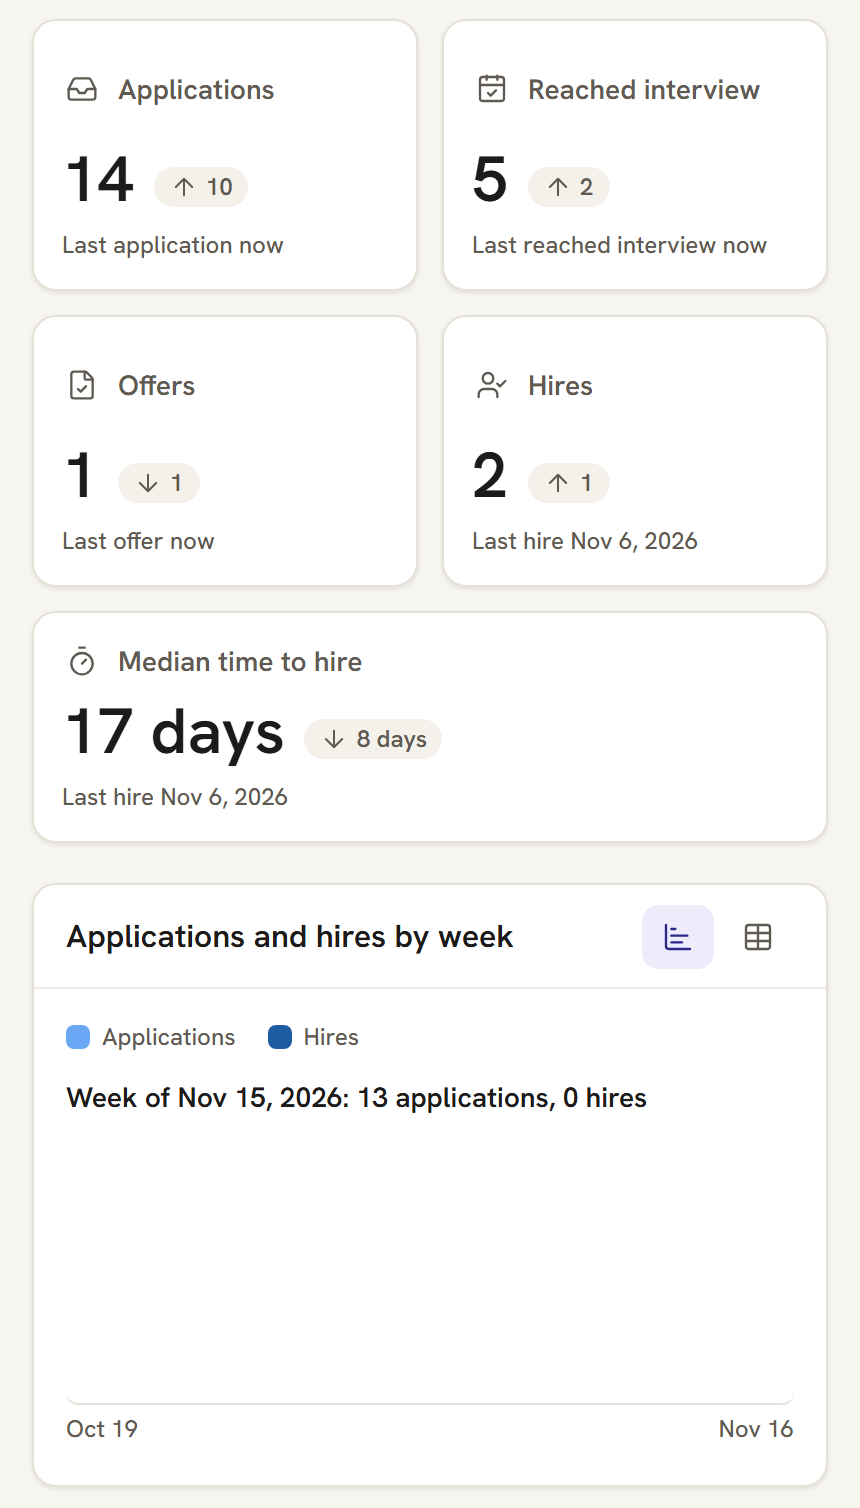 Applications
14 ↑ 10
Last application now
Reached interview
5 ↑ 2
Last reached interview now
Offers
1 ↓ 1
Last offer now
Hires
2 ↑ 1
Last hire Nov 6, 2026
Median time to hire
17 days ↓ 8 days
Last hire Nov 6, 2026
Applications and hires by week
Applications Hires
Week of Nov 15, 2026: 13 applications, 0 hires
Oct 19 Nov 16